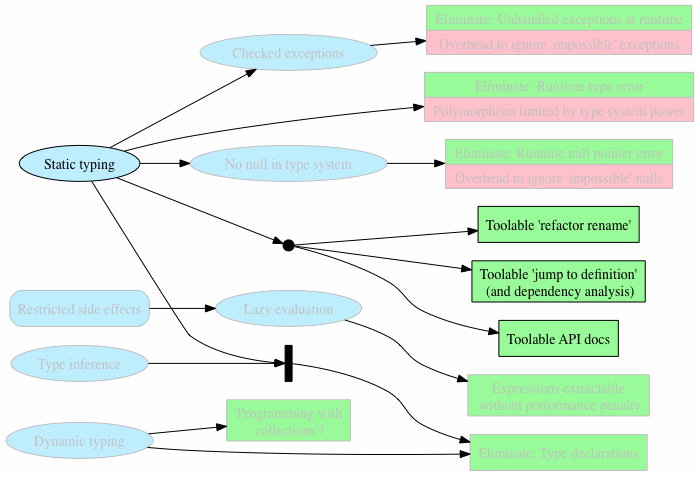 Eliminate: Unhandled exceptions at runtime
Checked exceptions
Overhead to ignore 'impossible' exceptions
Eliminate: Runtime type error
Polymorphism limited by type system power
Static typing
No null in type system
Eliminate: Runtime null pointer error
Overhead to ignore 'impossible' nulls
Toolable 'refactor rename'
Toolable 'jump to definition'
(and dependency analysis)
Restricted side effects
Lazy evaluation
Toolable API docs
Type inference
Expressions extractable
without performance penalty
Programming with
collections'†
Dynamic typing
Eliminate: Type declarations